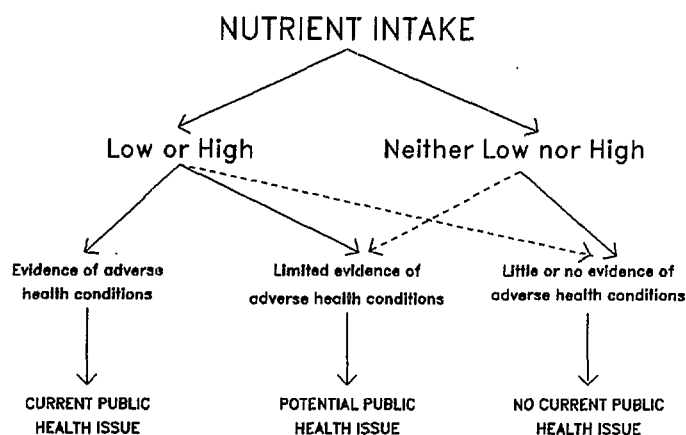 NUTRIENT INTAKE
Low or High
Neither Low nor High
Evidence of adverse
health conditions
Limited evidence of
adverse health conditions
Little or no evidence of
adverse health conditions
CURRENT PUBLIC
HEALTH ISSUE
POTENTIAL PUBLIC
HEALTH ISSUE
NO CURRENT PUBLIC
HEALTH ISSUE